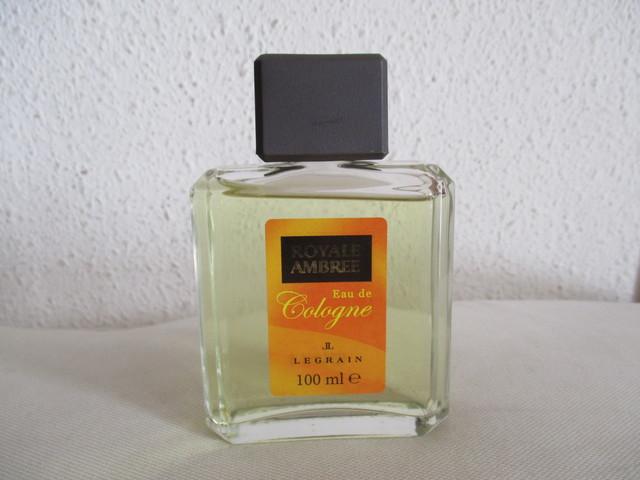 ROYALE
AMBREE
Eau de
Cologne
JL
LEGRAIN
100 ml ℮